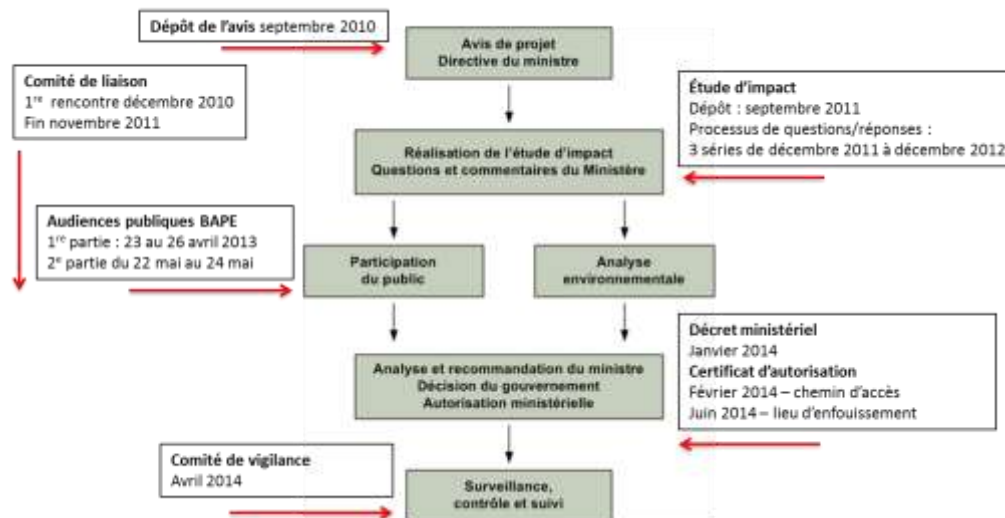 Dépôt de l'avis septembre 2010
Avis de projet
Directive du ministre
Comité de liaison
1re rencontre décembre 2010
Fin novembre 2011
Étude d'impact
Dépôt : septembre 2011
Processus de questions/réponses :
3 séries de décembre 2011 à décembre 2012
Réalisation de l'étude d'impact
Questions et commentaires du Ministère
Audiences publiques BAPE
1re partie : 23 au 26 avril 2013
2e partie du 22 mai au 24 mai
Participation
du public
Analyse
environnementale
Décret ministériel
Janvier 2014
Certificat d'autorisation
Février 2014 – chemin d'accès
Juin 2014 – lieu d'enfouissement
Analyse et recommandation du ministre
Décision du gouvernement
Autorisation ministérielle
Comité de vigilance
Avril 2014
Surveillance,
contrôle et suivi